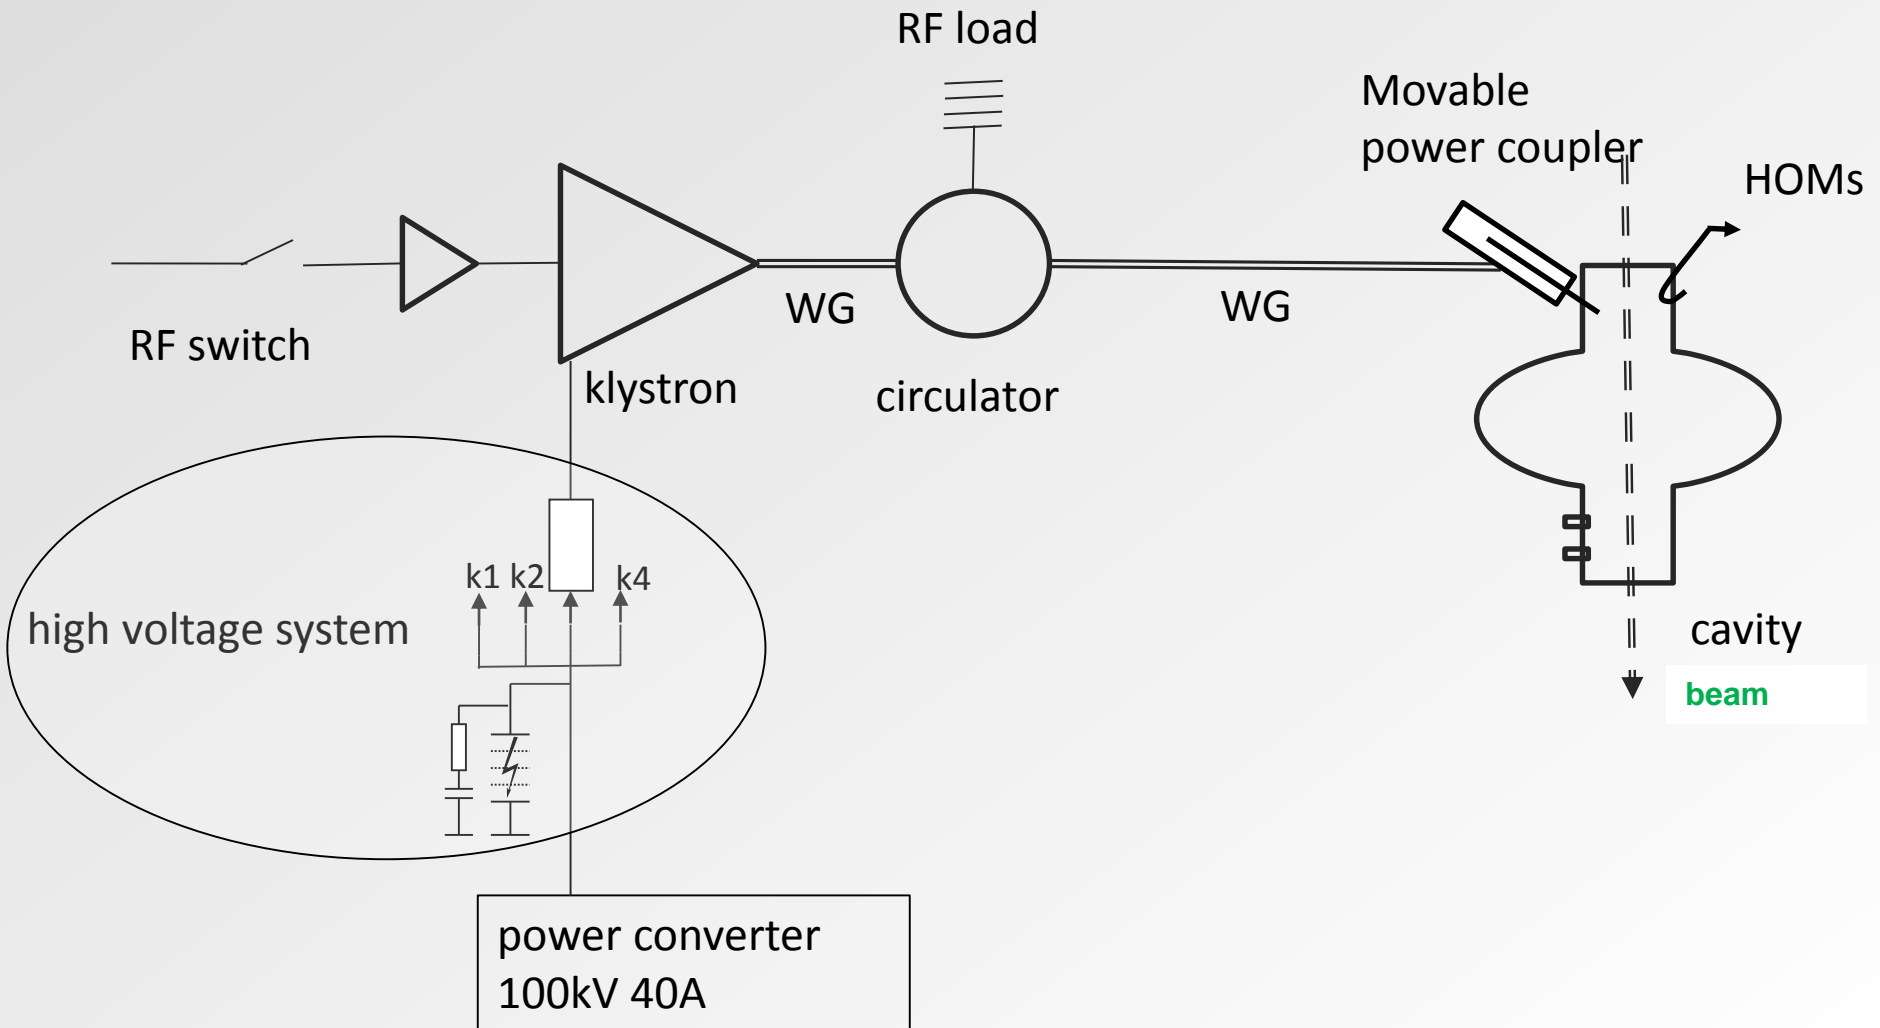 RF load
Movable
power coupler
HOMs
WG
WG
RF switch
klystron
circulator
k1 k2 k4
high voltage system
cavity
beam
power converter
100kV 40A